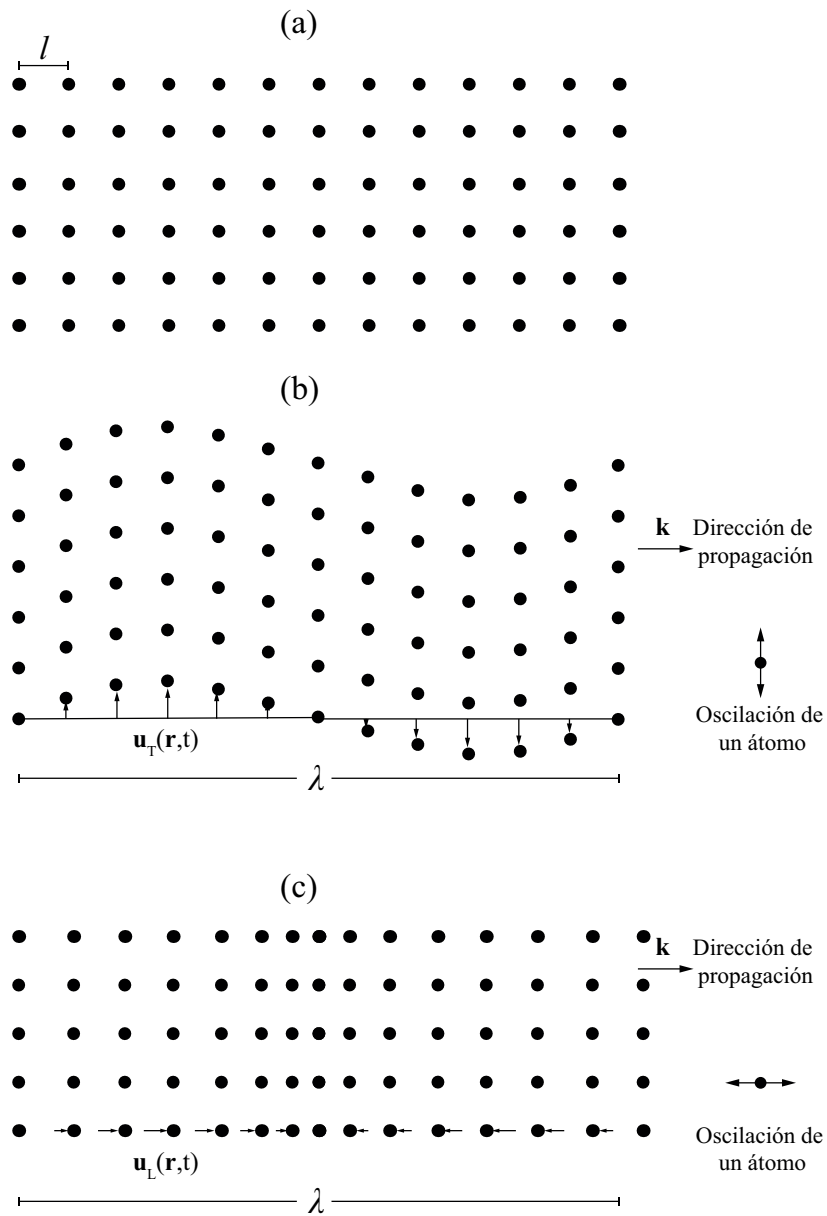 (a)
l
(b)
k
Dirección de
propagación
Oscilación de
un átomo
u_T(r,t)
λ
(c)
k
Dirección de
propagación
Oscilación de
un átomo
u_L(r,t)
λ